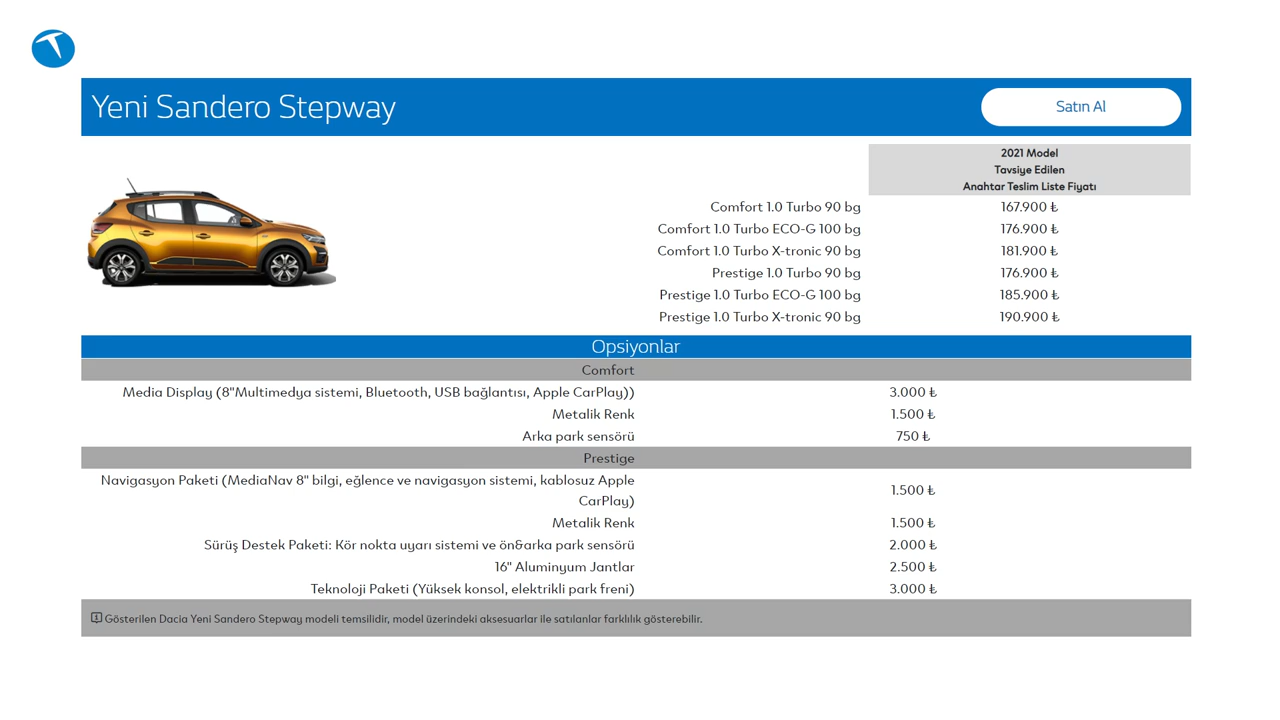 Yeni Sandero Stepway
Satın Al
2021 Model
Tavsiye Edilen
Anahtar Teslim Liste Fiyatı
Comfort 1.0 Turbo 90 bg 167.900 ₺
Comfort 1.0 Turbo ECO-G 100 bg 176.900 ₺
Comfort 1.0 Turbo X-tronic 90 bg 181.900 ₺
Prestige 1.0 Turbo 90 bg 176.900 ₺
Prestige 1.0 Turbo ECO-G 100 bg 185.900 ₺
Prestige 1.0 Turbo X-tronic 90 bg 190.900 ₺
Opsiyonlar
Comfort
Media Display (8"Multimedya sistemi, Bluetooth, USB bağlantısı, Apple CarPlay)) 3.000 ₺
Metalik Renk 1.500 ₺
Arka park sensörü 750 ₺
Prestige
Navigasyon Paketi (MediaNav 8" bilgi, eğlence ve navigasyon sistemi, kablosuz Apple
CarPlay) 1.500 ₺
Metalik Renk 1.500 ₺
Sürüş Destek Paketi: Kör nokta uyarı sistemi ve ön&arka park sensörü 2.000 ₺
16" Aluminyum Jantlar 2.500 ₺
Teknoloji Paketi (Yüksek konsol, elektrikli park freni) 3.000 ₺
Gösterilen Dacia Yeni Sandero Stepway modeli temsilidir, model üzerindeki aksesuarlar ile satılanlar farklılık gösterebilir.